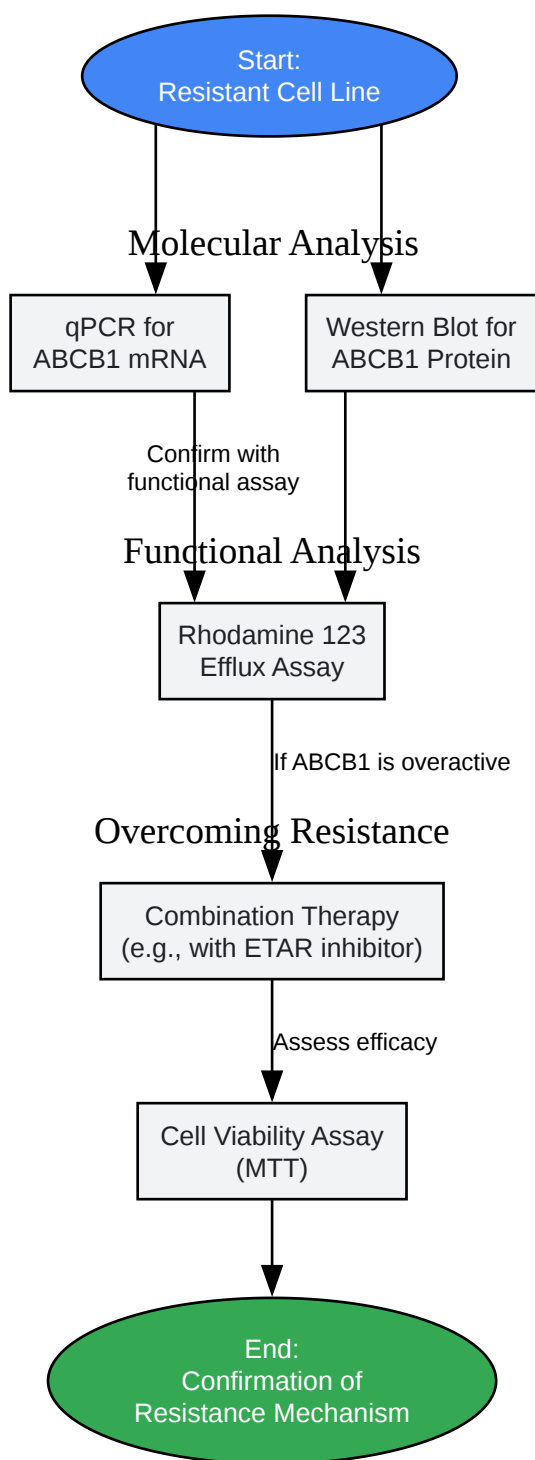 Start:
Resistant Cell Line
Molecular Analysis
qPCR for
ABCB1 mRNA
Western Blot for
ABCB1 Protein
Confirm with
functional assay
Functional Analysis
Rhodamine 123
Efflux Assay
If ABCB1 is overactive
Overcoming Resistance
Combination Therapy
(e.g., with ETAR inhibitor)
Assess efficacy
Cell Viability Assay
(MTT)
End:
Confirmation of
Resistance Mechanism